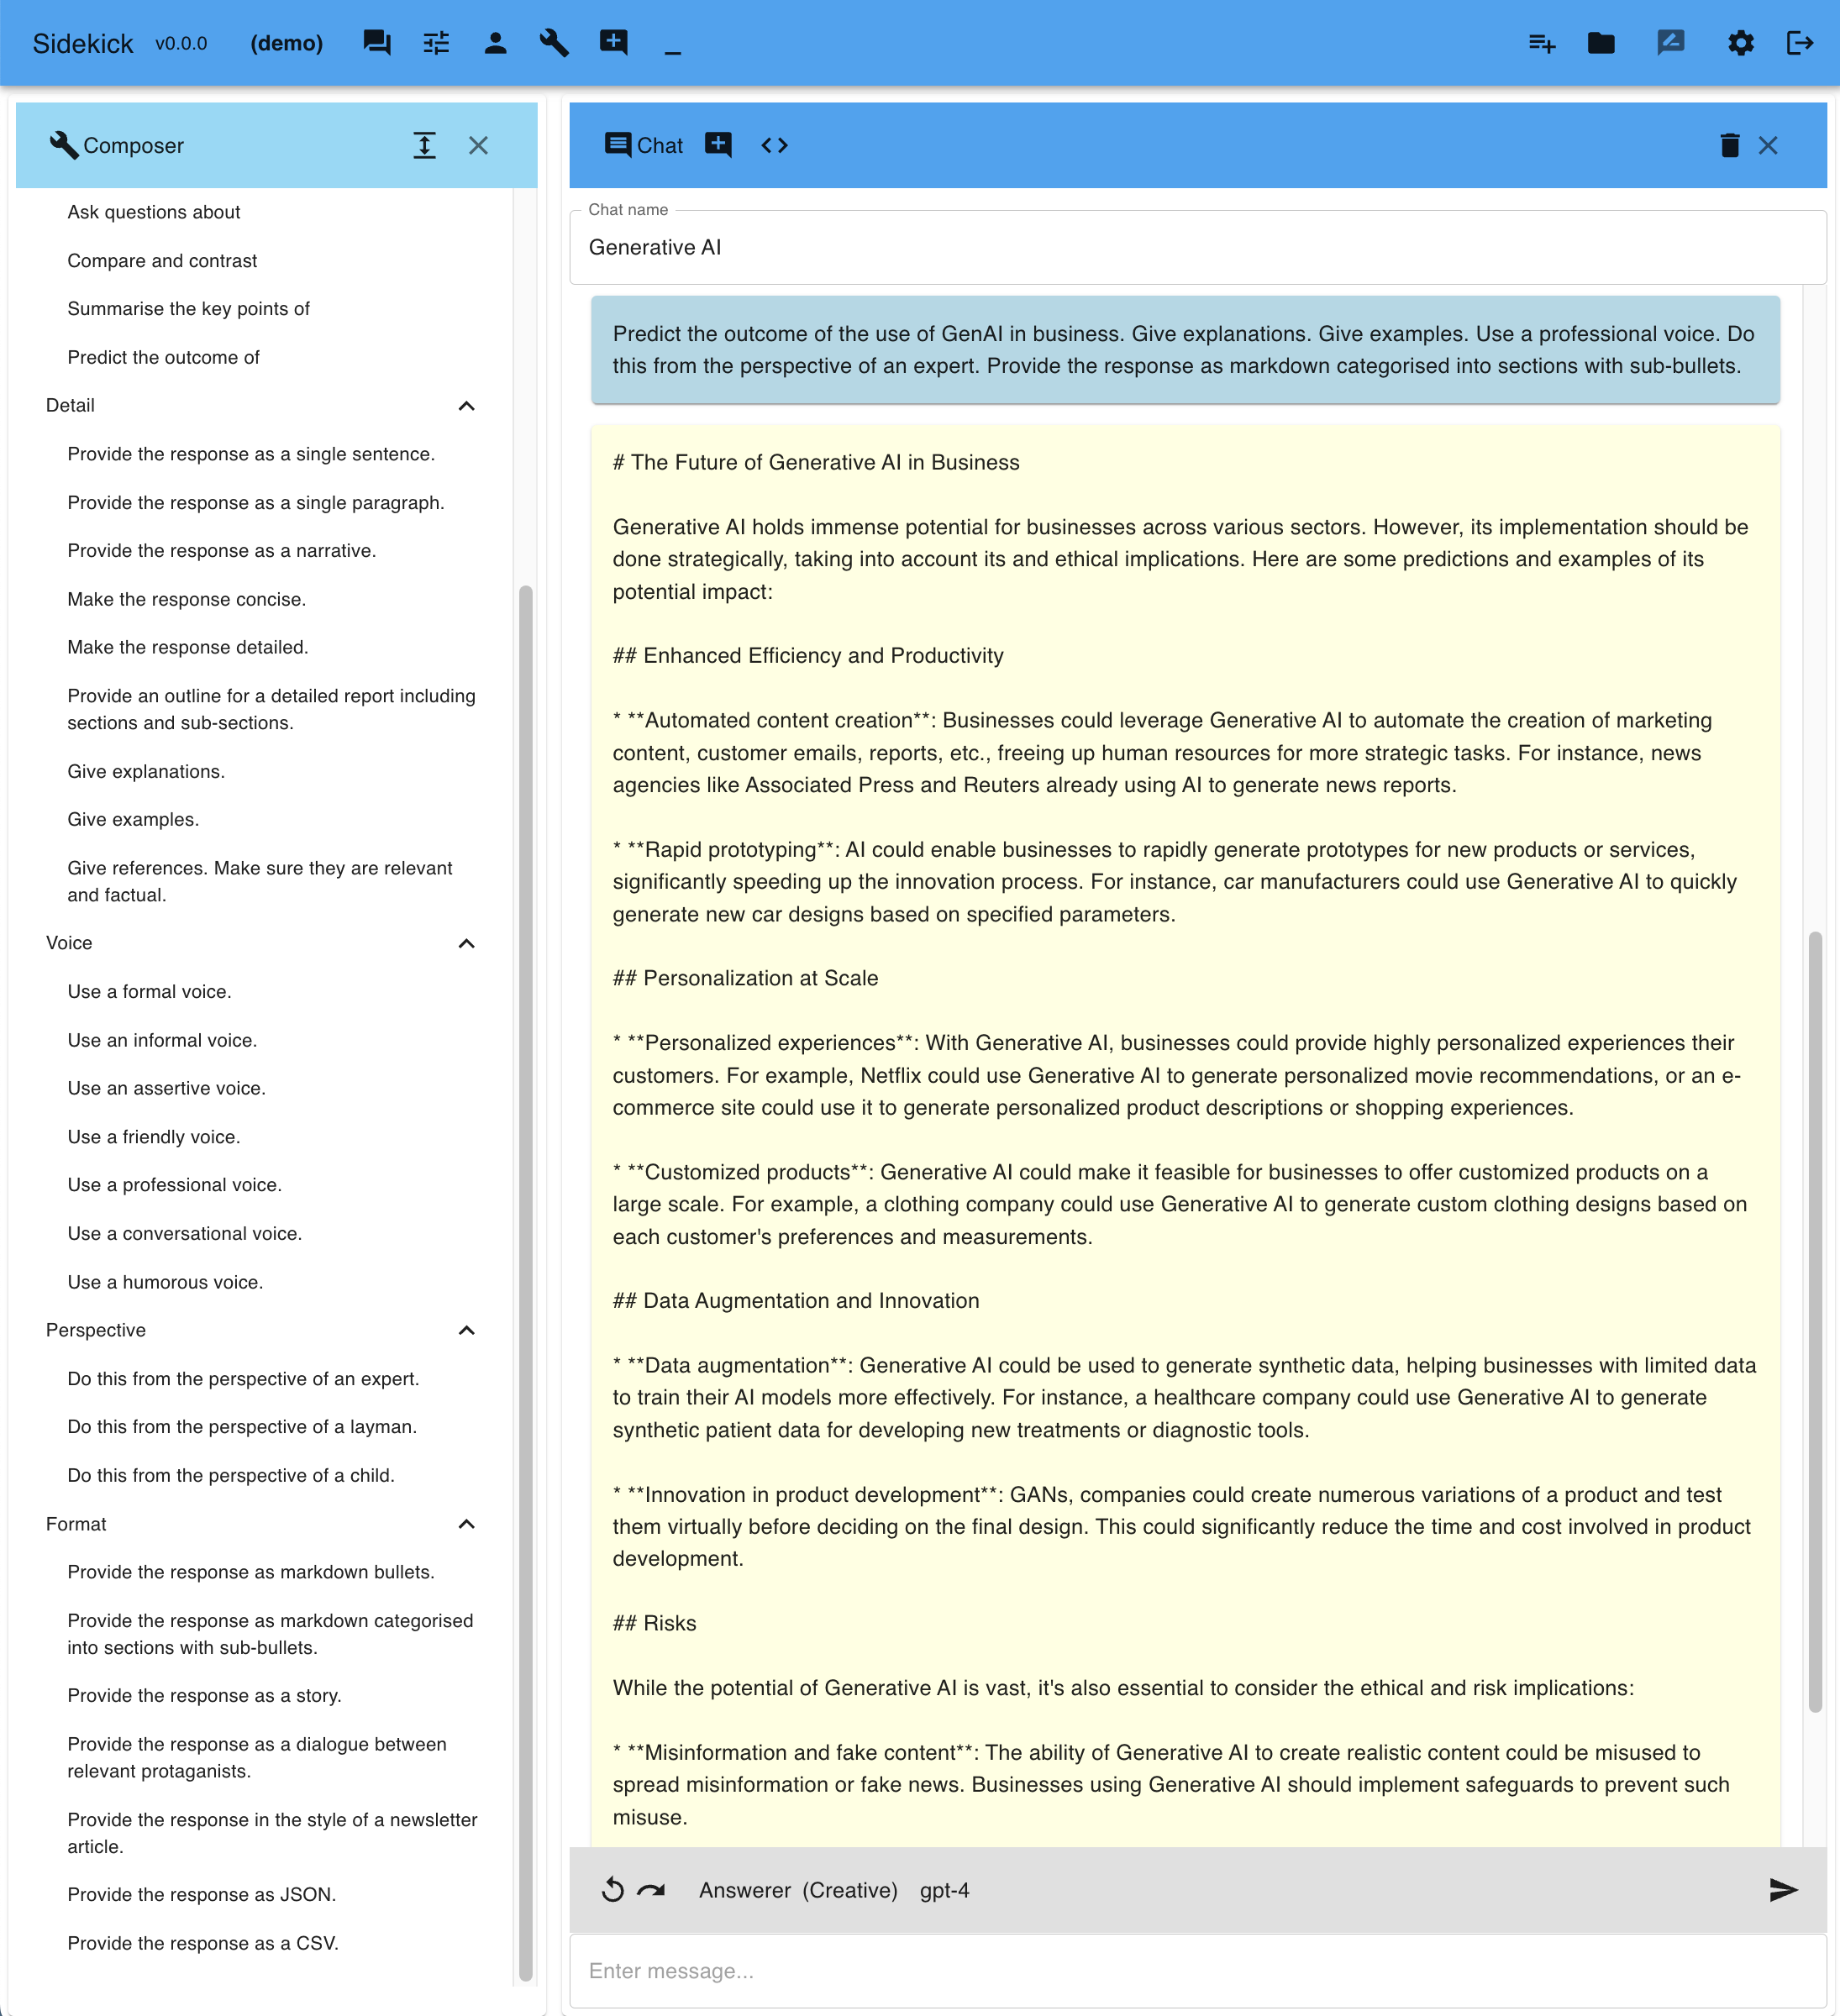 Sidekick v0.0.0 (demo)
Composer
Ask questions about
Compare and contrast
Summarise the key points of
Predict the outcome of
Detail
Provide the response as a single sentence.
Provide the response as a single paragraph.
Provide the response as a narrative.
Make the response concise.
Make the response detailed.
Provide an outline for a detailed report including
sections and sub-sections.
Give explanations.
Give examples.
Give references. Make sure they are relevant
and factual.
Voice
Use a formal voice.
Use an informal voice.
Use an assertive voice.
Use a friendly voice.
Use a professional voice.
Use a conversational voice.
Use a humorous voice.
Perspective
Do this from the perspective of an expert.
Do this from the perspective of a layman.
Do this from the perspective of a child.
Format
Provide the response as markdown bullets.
Provide the response as markdown categorised
into sections with sub-bullets.
Provide the response as a story.
Provide the response as a dialogue between
relevant protaganists.
Provide the response in the style of a newsletter
article.
Provide the response as JSON.
Provide the response as a CSV.
Chat
Chat name
Generative AI
Predict the outcome of the use of GenAI in business. Give explanations. Give examples. Use a professional voice. Do
this from the perspective of an expert. Provide the response as markdown categorised into sections with sub-bullets.
# The Future of Generative AI in Business
Generative AI holds immense potential for businesses across various sectors. However, its implementation should be
done strategically, taking into account its and ethical implications. Here are some predictions and examples of its
potential impact:
## Enhanced Efficiency and Productivity
* **Automated content creation**: Businesses could leverage Generative AI to automate the creation of marketing
content, customer emails, reports, etc., freeing up human resources for more strategic tasks. For instance, news
agencies like Associated Press and Reuters already using AI to generate news reports.
* **Rapid prototyping**: AI could enable businesses to rapidly generate prototypes for new products or services,
significantly speeding up the innovation process. For instance, car manufacturers could use Generative AI to quickly
generate new car designs based on specified parameters.
## Personalization at Scale
* **Personalized experiences**: With Generative AI, businesses could provide highly personalized experiences their
customers. For example, Netflix could use Generative AI to generate personalized movie recommendations, or an e-
commerce site could use it to generate personalized product descriptions or shopping experiences.
* **Customized products**: Generative AI could make it feasible for businesses to offer customized products on a
large scale. For example, a clothing company could use Generative AI to generate custom clothing designs based on
each customer's preferences and measurements.
## Data Augmentation and Innovation
* **Data augmentation**: Generative AI could be used to generate synthetic data, helping businesses with limited data
to train their AI models more effectively. For instance, a healthcare company could use Generative AI to generate
synthetic patient data for developing new treatments or diagnostic tools.
* **Innovation in product development**: GANs, companies could create numerous variations of a product and test
them virtually before deciding on the final design. This could significantly reduce the time and cost involved in product
development.
## Risks
While the potential of Generative AI is vast, it's also essential to consider the ethical and risk implications:
* **Misinformation and fake content**: The ability of Generative AI to create realistic content could be misused to
spread misinformation or fake news. Businesses using Generative AI should implement safeguards to prevent such
misuse.
Answerer (Creative) gpt-4
Enter message...